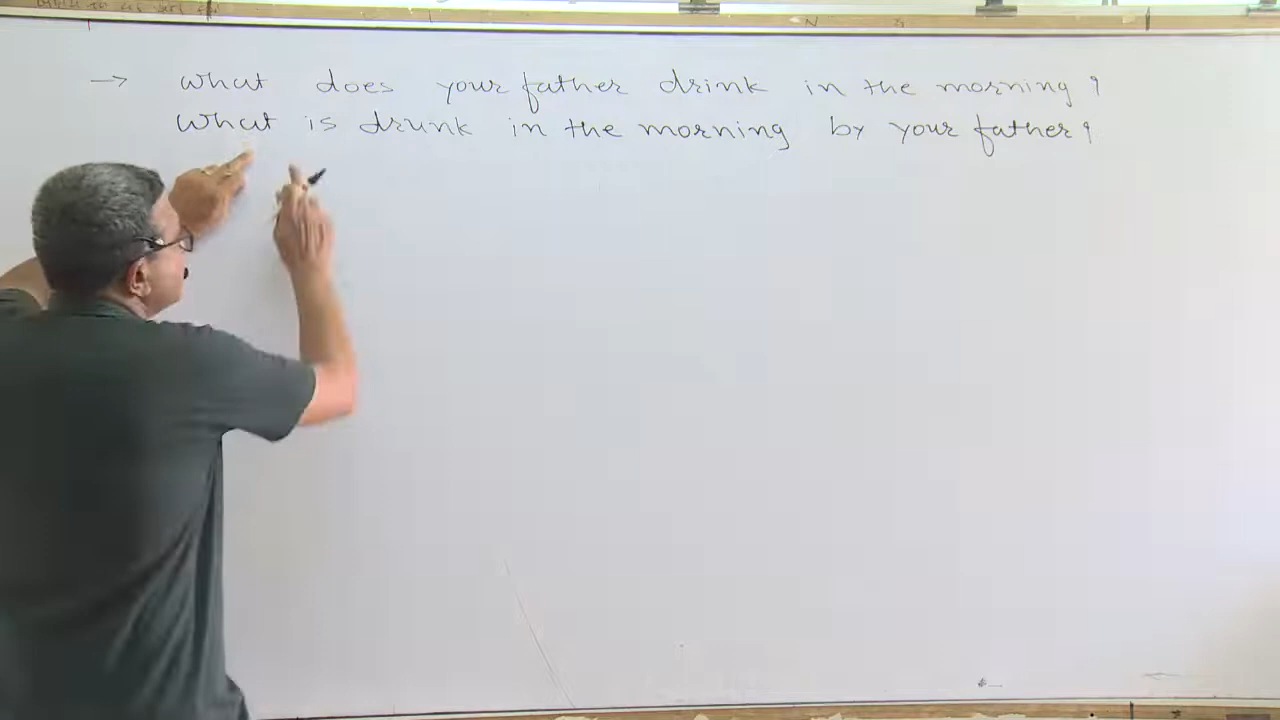 → what does your father drink in the morning ?
What is drunk in the morning by your father ?